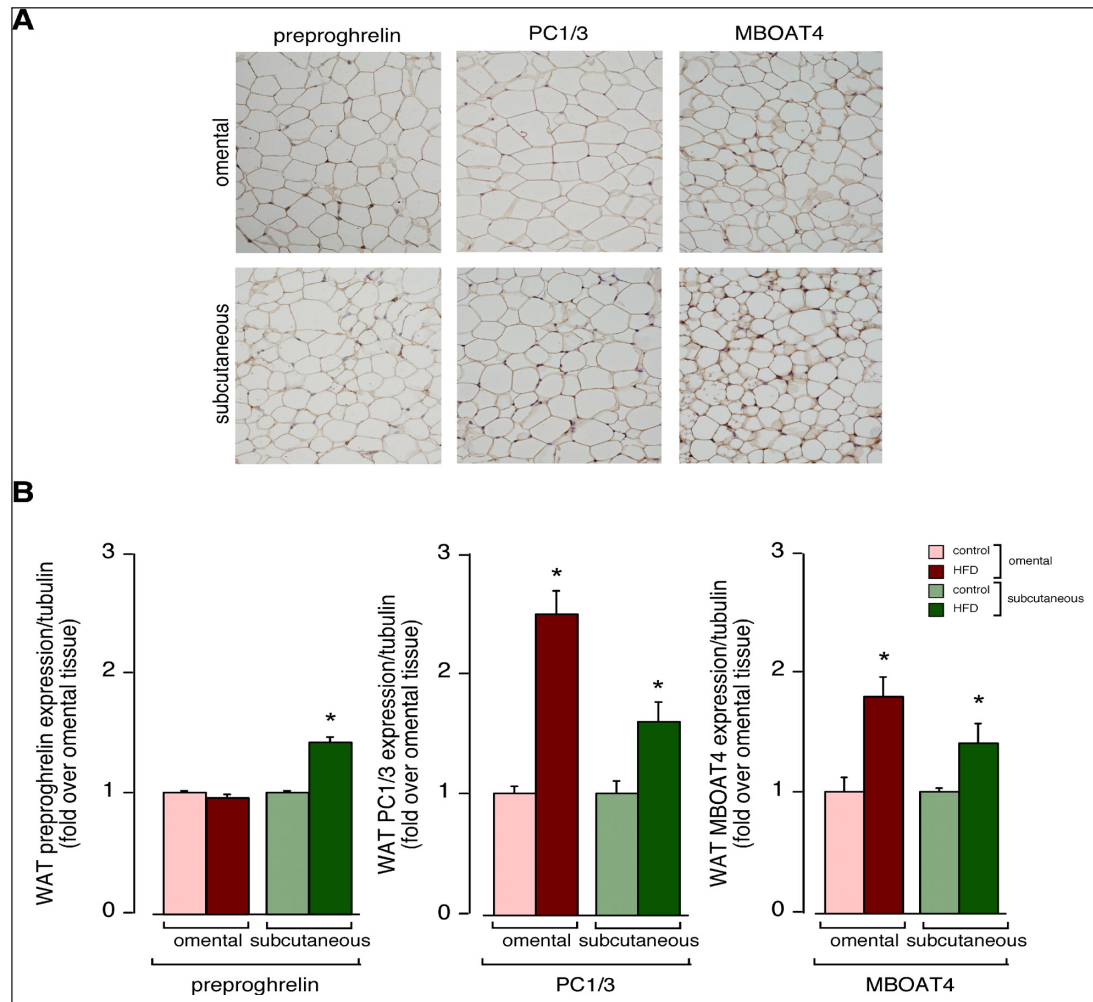 A
preproghrelin
PC1/3
MBOAT4
omental
subcutaneous
B
WAT preproghrelin expression/tubulin
(fold over omental tissue)
3
2
1
0
omental
subcutaneous
preproghrelin
WAT PC1/3 expression/tubulin
(fold over omental tissue)
3
2
1
0
*
*
omental
subcutaneous
PC1/3
WAT MBOAT4 expression/tubulin
(fold over omental tissue)
3
2
1
0
*
*
omental
subcutaneous
MBOAT4
*
control
HFD
omental
control
HFD
subcutaneous